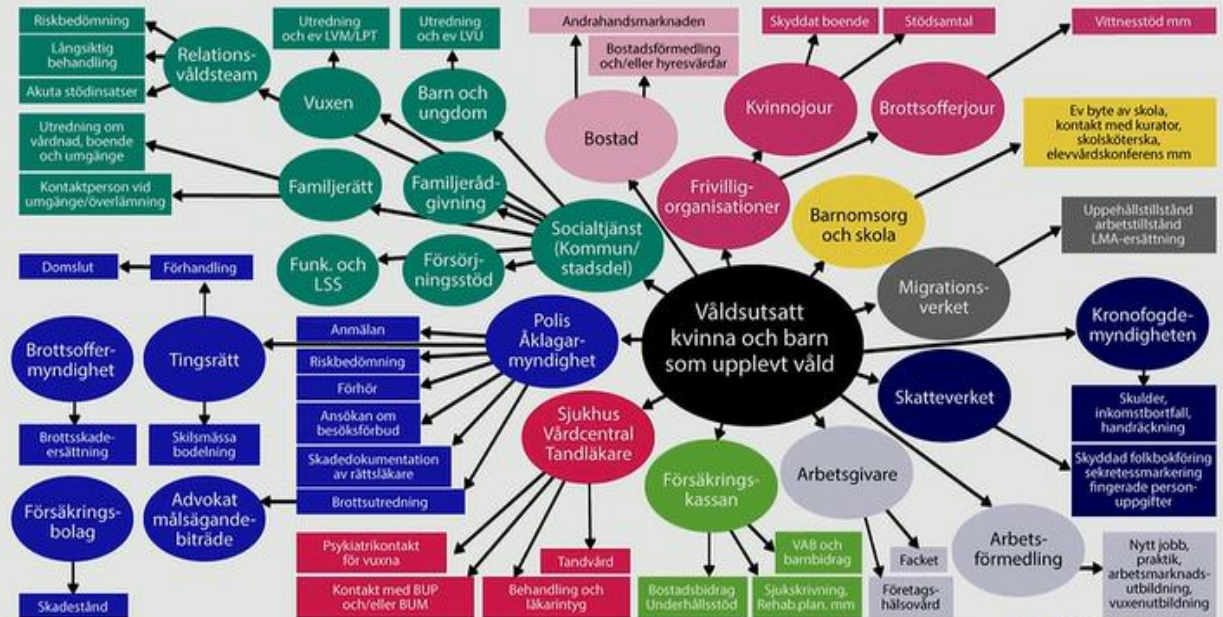 Riskbedömning
Långsiktig
behandling
Akuta stödinsatser
Relations-
våldsteam
Utredning
och ev LVM/LPT
Vuxen
Utredning
och ev LVU
Barn och
ungdom
Andrahandsmarknaden
Bostadsförmedling
och/eller hyresvärdar
Bostad
Skyddat boende
Stödsamtal
Kvinnojour
Brottsofferjour
Vittnesstöd mm
Ev byte av skola,
kontakt med kurator,
skolsköterska,
elevvårdskonferens mm
Utredning om
vårdnad, boende
och umgänge
Kontaktperson vid
umgänge/överlämning
Familjerätt
Familjeråd-
givning
Socialtjänst
(Kommun/
stadsdel)
Funk. och
LSS
Försörj-
ningsstöd
Frivillig-
organisationer
Barnomsorg
och skola
Uppehållstillstånd
arbetstillstånd
LMA-ersättning
Migrations-
verket
Domslut
Förhandling
Brottsoffer-
myndighet
Tingsrätt
Anmälan
Riskbedömning
Förhör
Ansökan om
besöksförbud
Skadedokumentation
av rättsläkare
Brottsutredning
Polis
Åklagar-
myndighet
Våldsutsatt
kvinna och barn
som upplevt våld
Kronofogde-
myndigheten
Skatteverket
Skulder,
inkomstbortfall,
handräckning
Skyddad folkbokföring
sekretessmarkering
fingerade person-
uppgifter
Brottsskade-
ersättning
Skilsmässa
bodelning
Försäkrings-
bolag
Advokat
målsägande-
biträde
Skadestånd
Sjukhus
Vårdcentral
Tandläkare
Psykiatrikontakt
för vuxna
Kontakt med BUP
och/eller BUM
Tandvård
Behandling och
läkarintyg
Försäkrings-
kassan
VAB och
barnbidrag
Bostadsbidrag
Underhållsstöd
Sjukskrivning,
Rehab.plan. mm
Arbetsgivare
Facket
Företags-
hälsovård
Arbets-
förmedling
Nytt jobb,
praktik,
arbetsmarknads-
utbildning,
vuxenutbildning